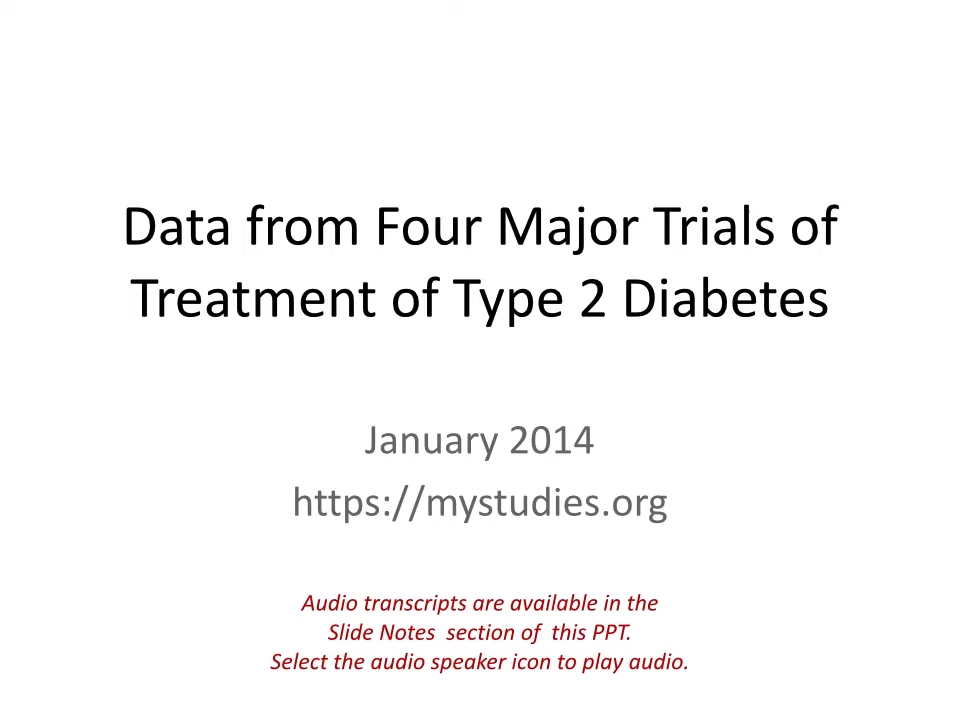 Data from Four Major Trials of
Treatment of Type 2 Diabetes
January 2014
https://mystudies.org
Audio transcripts are available in the
Slide Notes section of this PPT.
Select the audio speaker icon to play audio.